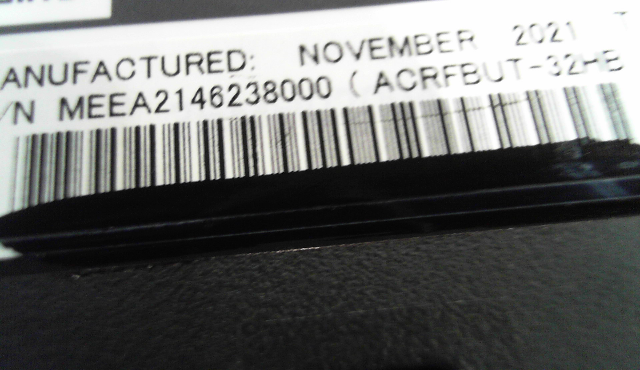 ANUFACTURED: NOVEMBER 2021 T
/N MEEA2146238000 ( ACRFBUT-32HB